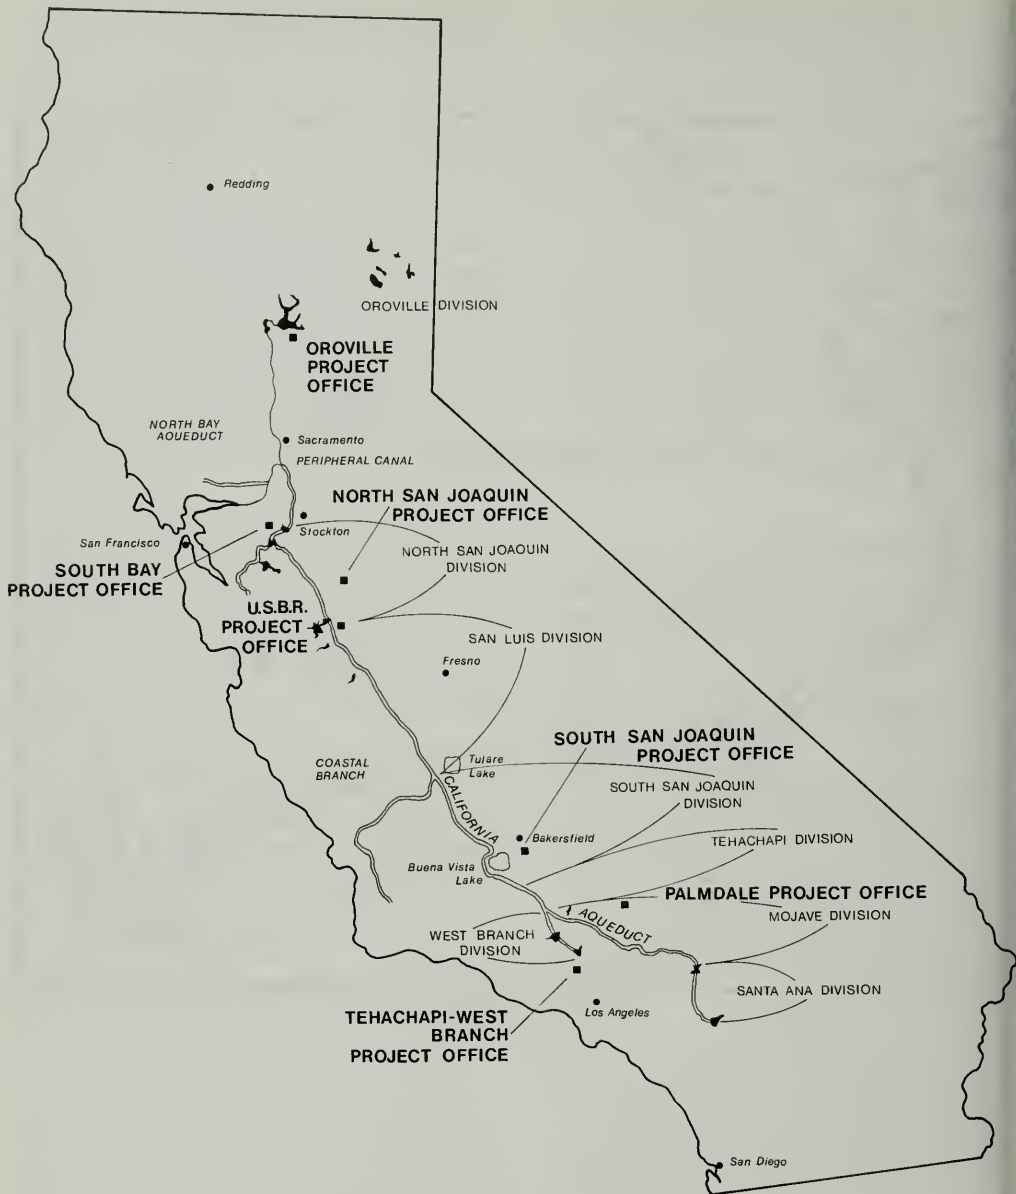 Redding
OROVILLE DIVISION
OROVILLE
PROJECT
OFFICE
NORTH BAY
AQUEDUCT
Sacramento
PERIPHERAL CANAL
NORTH SAN JOAQUIN
PROJECT OFFICE
Stockton
San Francisco
NORTH SAN JOAQUIN
DIVISION
SOUTH BAY
PROJECT OFFICE
U.S.B.R.
PROJECT
OFFICE
SAN LUIS DIVISION
Fresno
SOUTH SAN JOAQUIN
PROJECT OFFICE
COASTAL
BRANCH
Tulare
Lake
SOUTH SAN JOAQUIN
DIVISION
CALIFORNIA
Bakersfield
TEHACHAPI DIVISION
Buena Vista
Lake
PALMDALE PROJECT OFFICE
MOJAVE DIVISION
AQUEDUCT
WEST BRANCH
DIVISION
SANTA ANA DIVISION
TEHACHAPI-WEST
BRANCH
PROJECT OFFICE
Los Angeles
San Diego